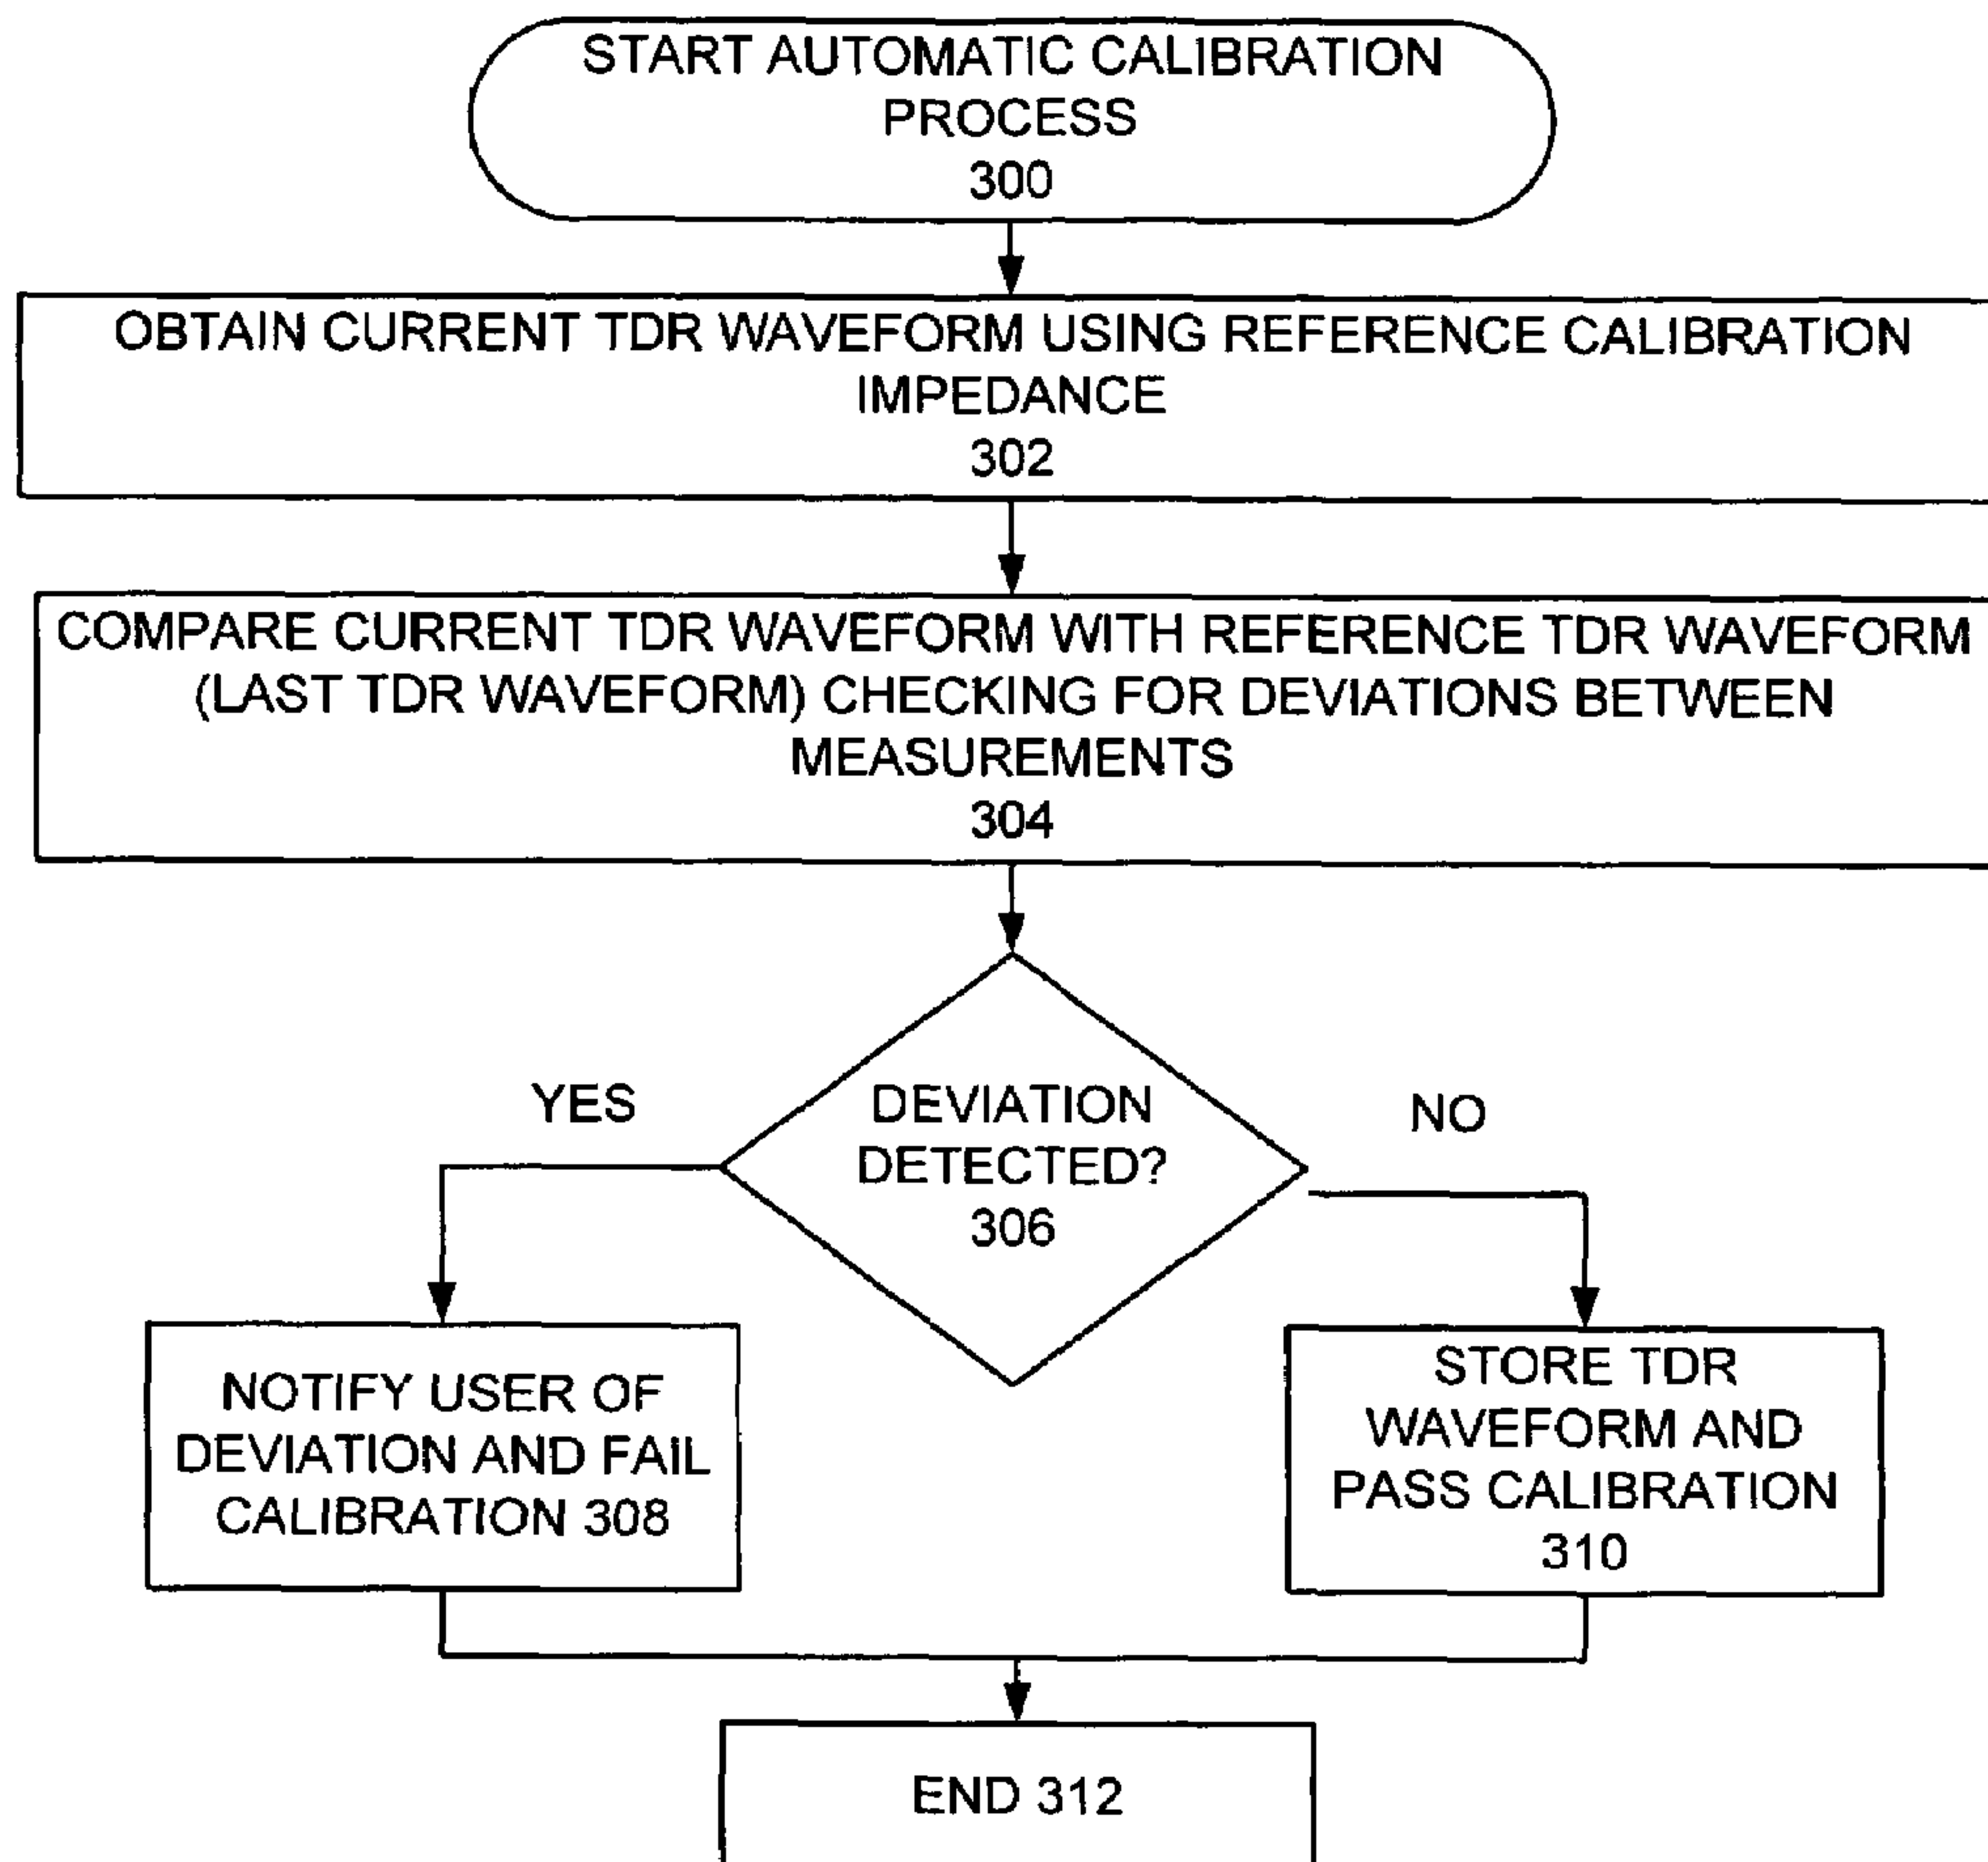 START AUTOMATIC CALIBRATION
PROCESS
300
OBTAIN CURRENT TDR WAVEFORM USING REFERENCE CALIBRATION
IMPEDANCE
302
COMPARE CURRENT TDR WAVEFORM WITH REFERENCE TDR WAVEFORM
(LAST TDR WAVEFORM) CHECKING FOR DEVIATIONS BETWEEN
MEASUREMENTS
304
YES
DEVIATION
DETECTED?
306
NO
NOTIFY USER OF
DEVIATION AND FAIL
CALIBRATION 308
STORE TDR
WAVEFORM AND
PASS CALIBRATION
310
END 312